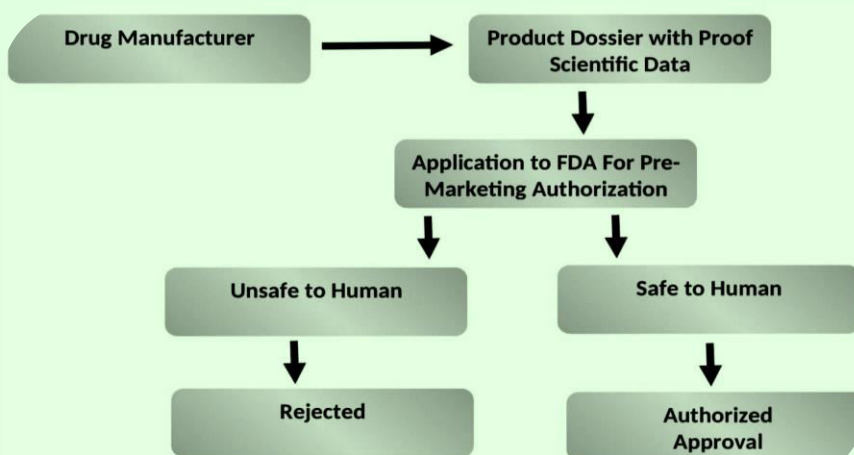 Drug Manufacturer
Product Dossier with Proof
Scientific Data
Application to FDA For Pre-
Marketing Authorization
Unsafe to Human
Safe to Human
Rejected
Authorized
Approval